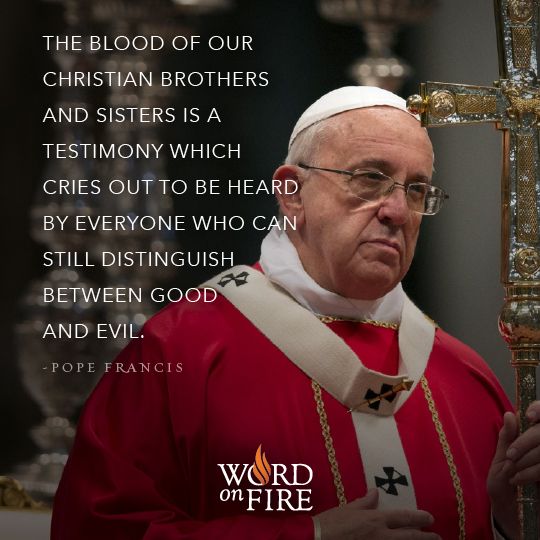 THE BLOOD OF OUR
CHRISTIAN BROTHERS
AND SISTERS IS A
TESTIMONY WHICH
CRIES OUT TO BE HEARD
BY EVERYONE WHO CAN
STILL DISTINGUISH
BETWEEN GOOD
AND EVIL.
-POPE FRANCIS
WORD
on FIRE